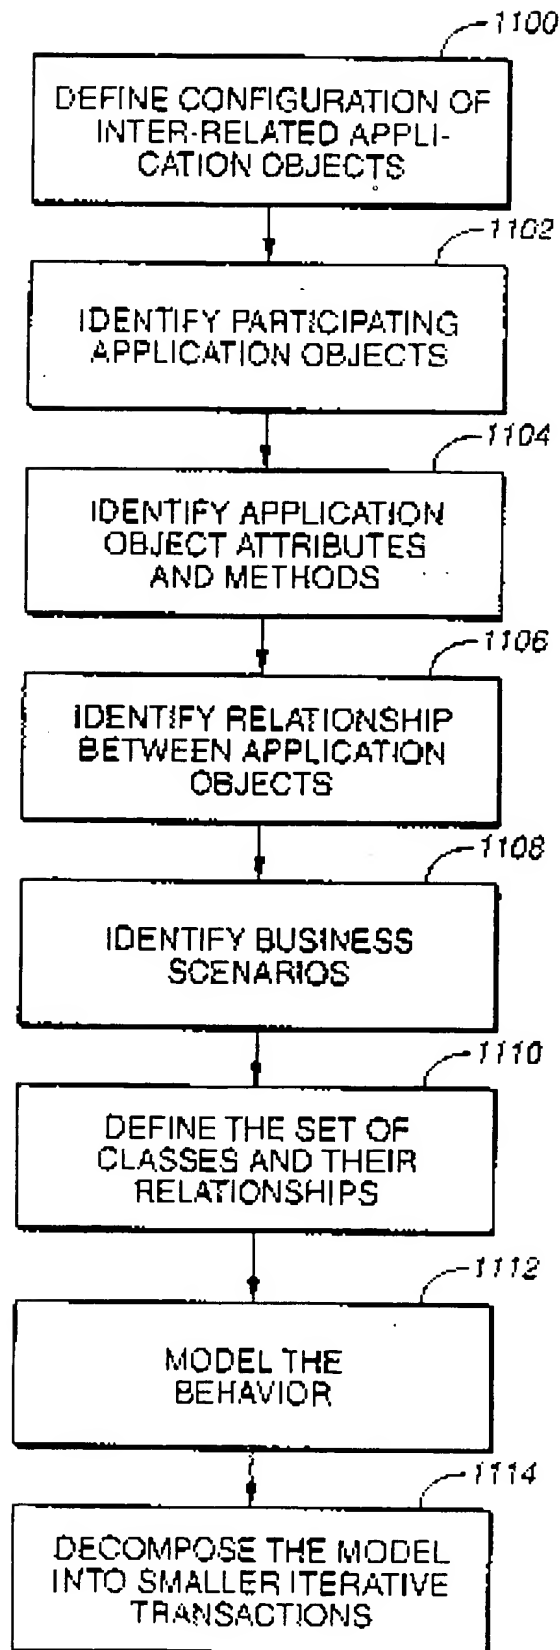 1100
DEFINE CONFIGURATION OF
INTER-RELATED APPLI-
CATION OBJECTS
1102
IDENTIFY PARTICIPATING
APPLICATION OBJECTS
1104
IDENTIFY APPLICATION
OBJECT ATTRIBUTES
AND METHODS
1106
IDENTIFY RELATIONSHIP
BETWEEN APPLICATION
OBJECTS
1108
IDENTIFY BUSINESS
SCENARIOS
1110
DEFINE THE SET OF
CLASSES AND THEIR
RELATIONSHIPS
1112
MODEL THE
BEHAVIOR
1114
DECOMPOSE THE MODEL
INTO SMALLER ITERATIVE
TRANSACTIONS